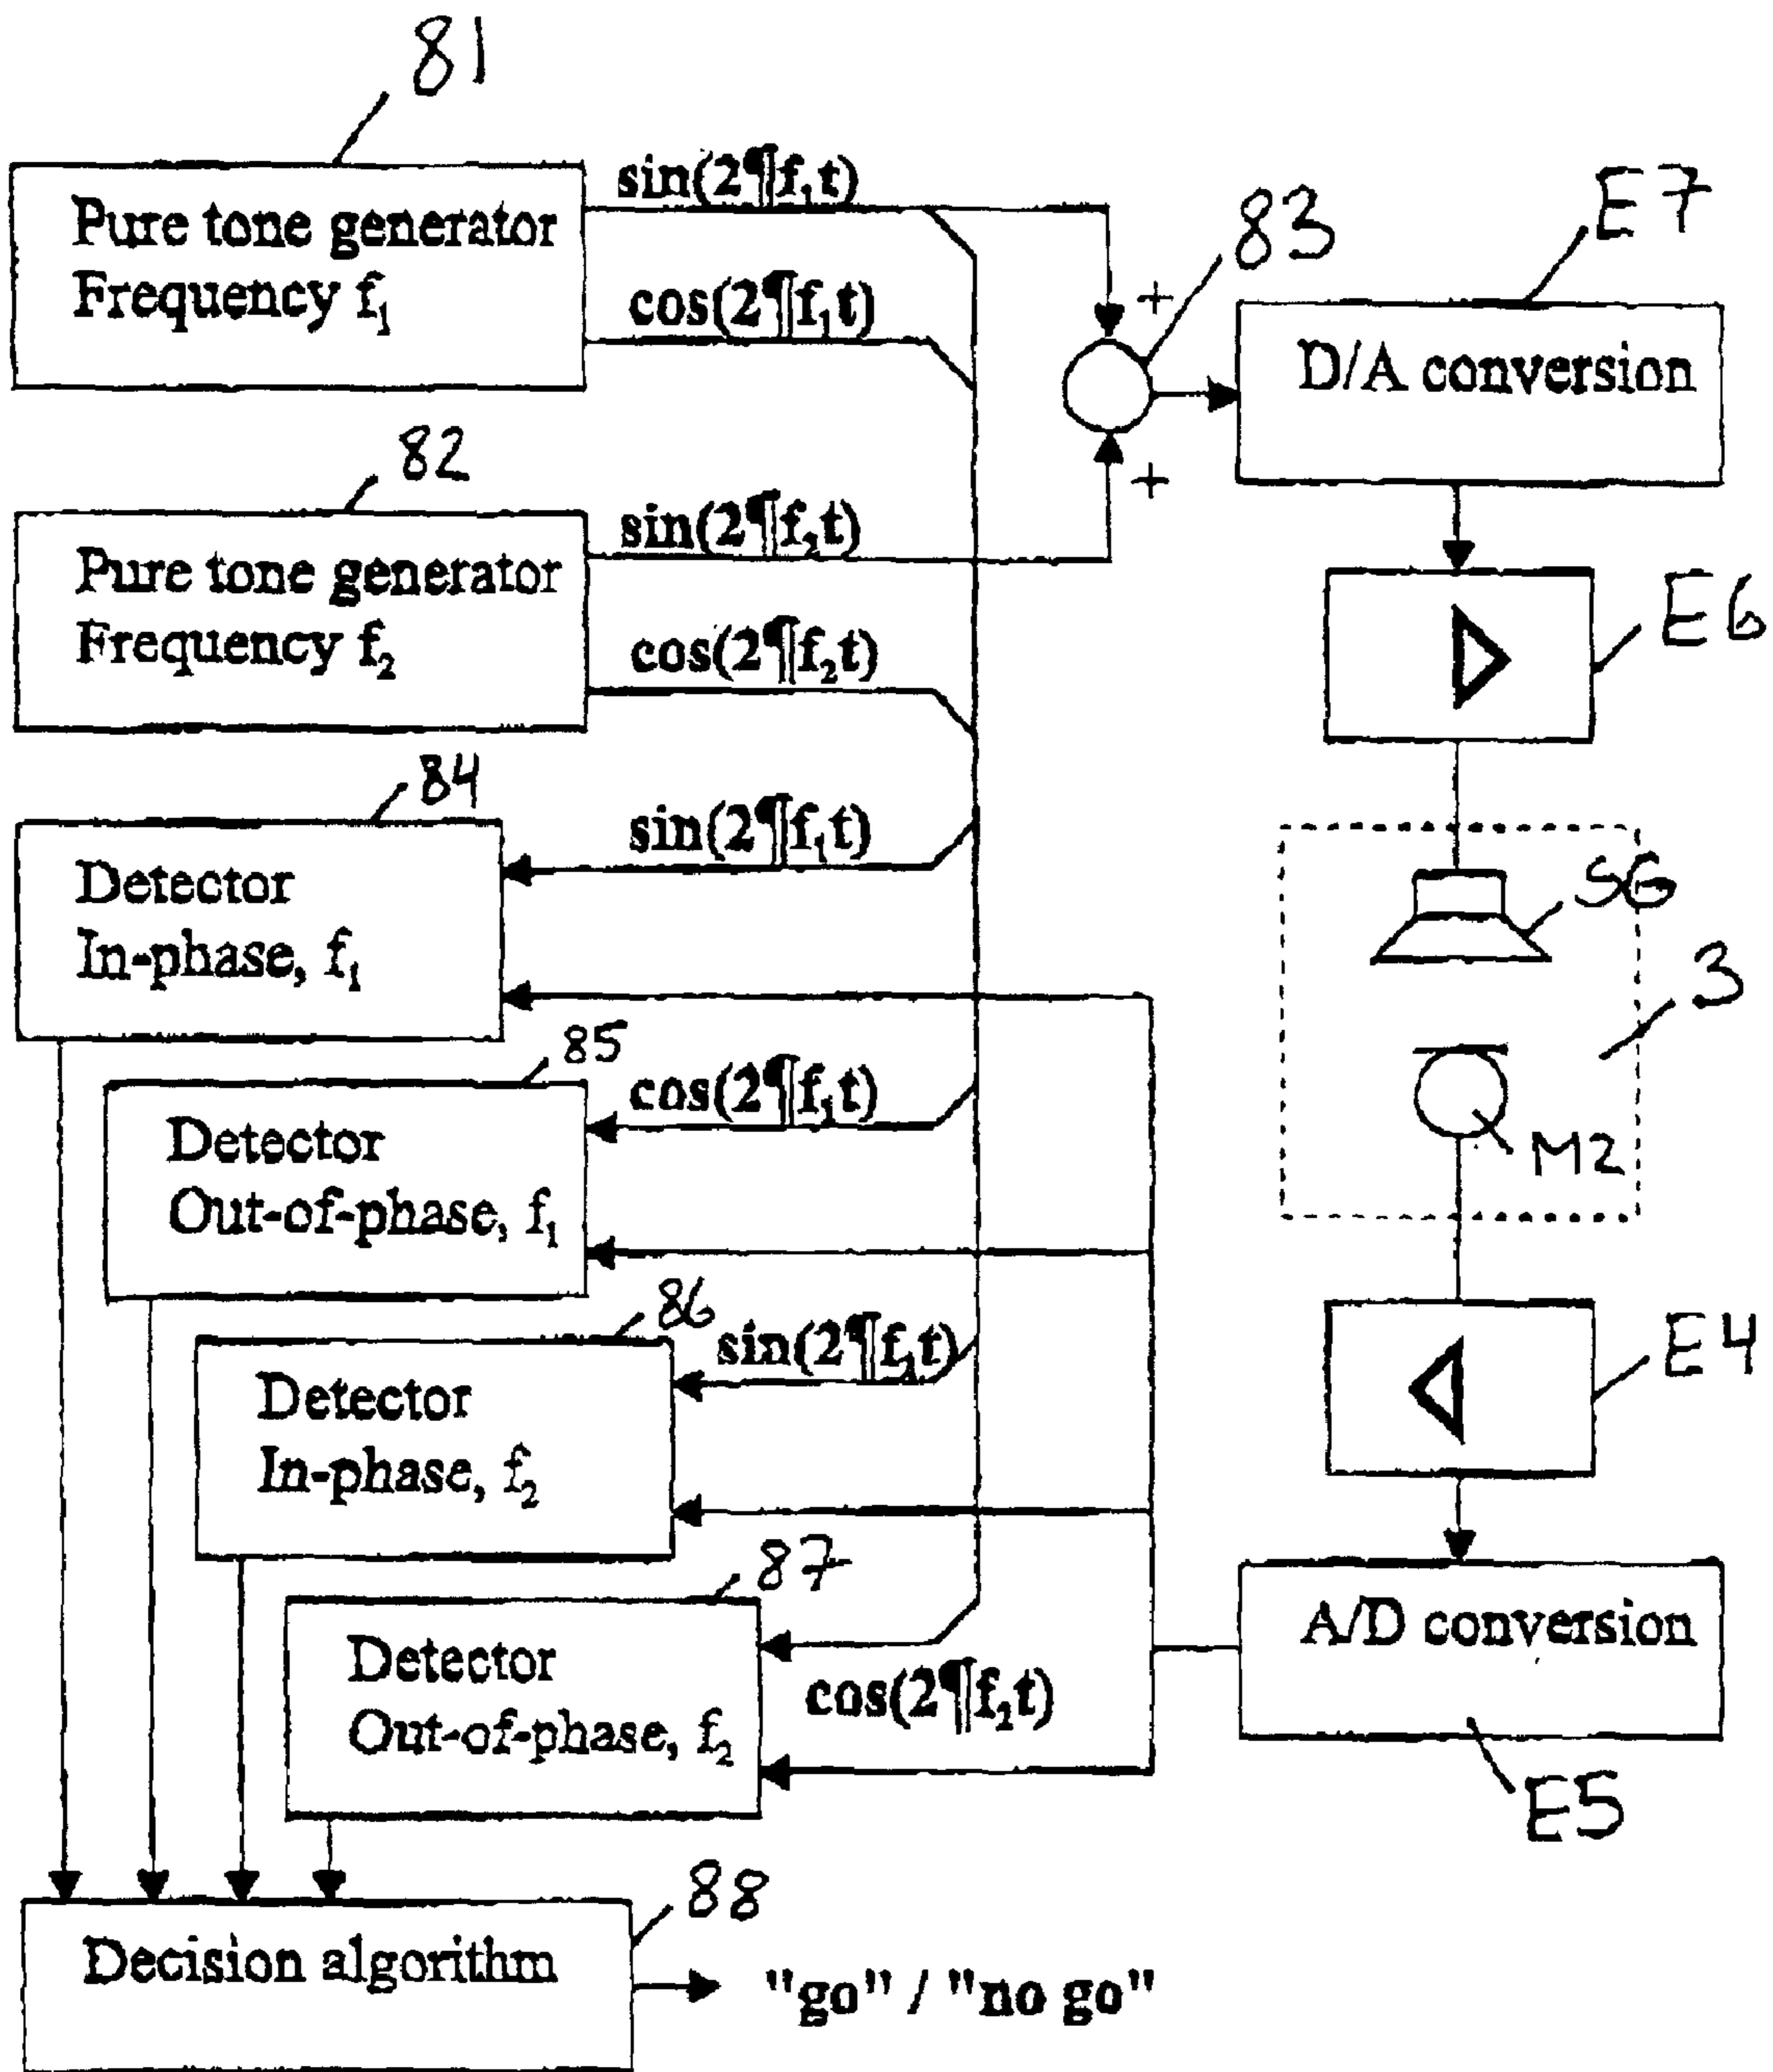 81
sin(2¶f₁t)
Pure tone generator
Frequency f₁
cos(2¶f₁t)
83
E7
+
D/A conversion
82
+
sin(2¶f₂t)
Pure tone generator
Frequency f₂
cos(2¶f₂t)
E6
84
sin(2¶f₁t)
Detector
In-phase, f₁
SG
3
85
cos(2¶f₁t)
Detector
Out-of-phase, f₁
M2
86
sin(2¶f₂t)
Detector
In-phase, f₂
E4
87
Detector
Out-of-phase, f₂
cos(2¶f₂t)
A/D conversion
E5
88
Decision algorithm
"go" / "no go"